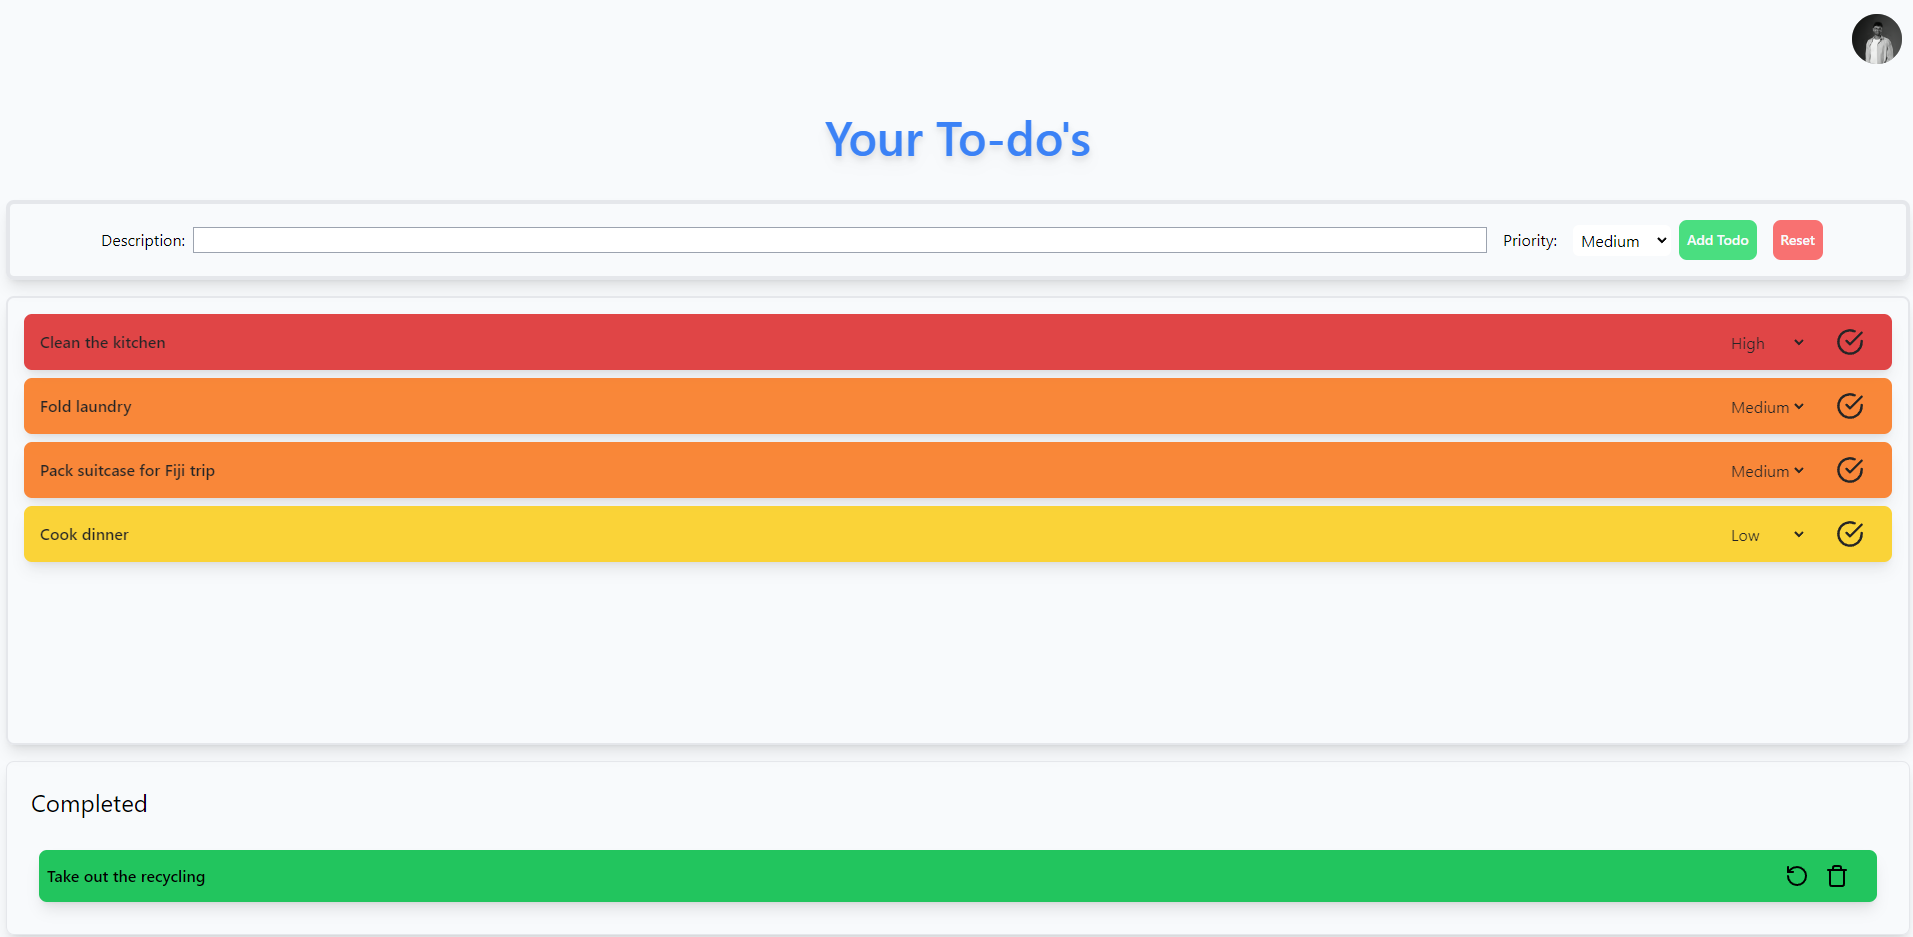 Your To-do's
Description: Priority: Medium Add Todo Reset
Clean the kitchen High
Fold laundry Medium
Pack suitcase for Fiji trip Medium
Cook dinner Low
Completed
Take out the recycling